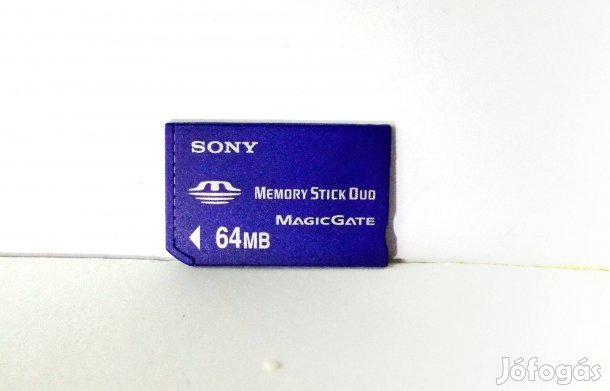 SONY
MEMORY STICK DUO
MAGICGATE
64MB
Jófogás